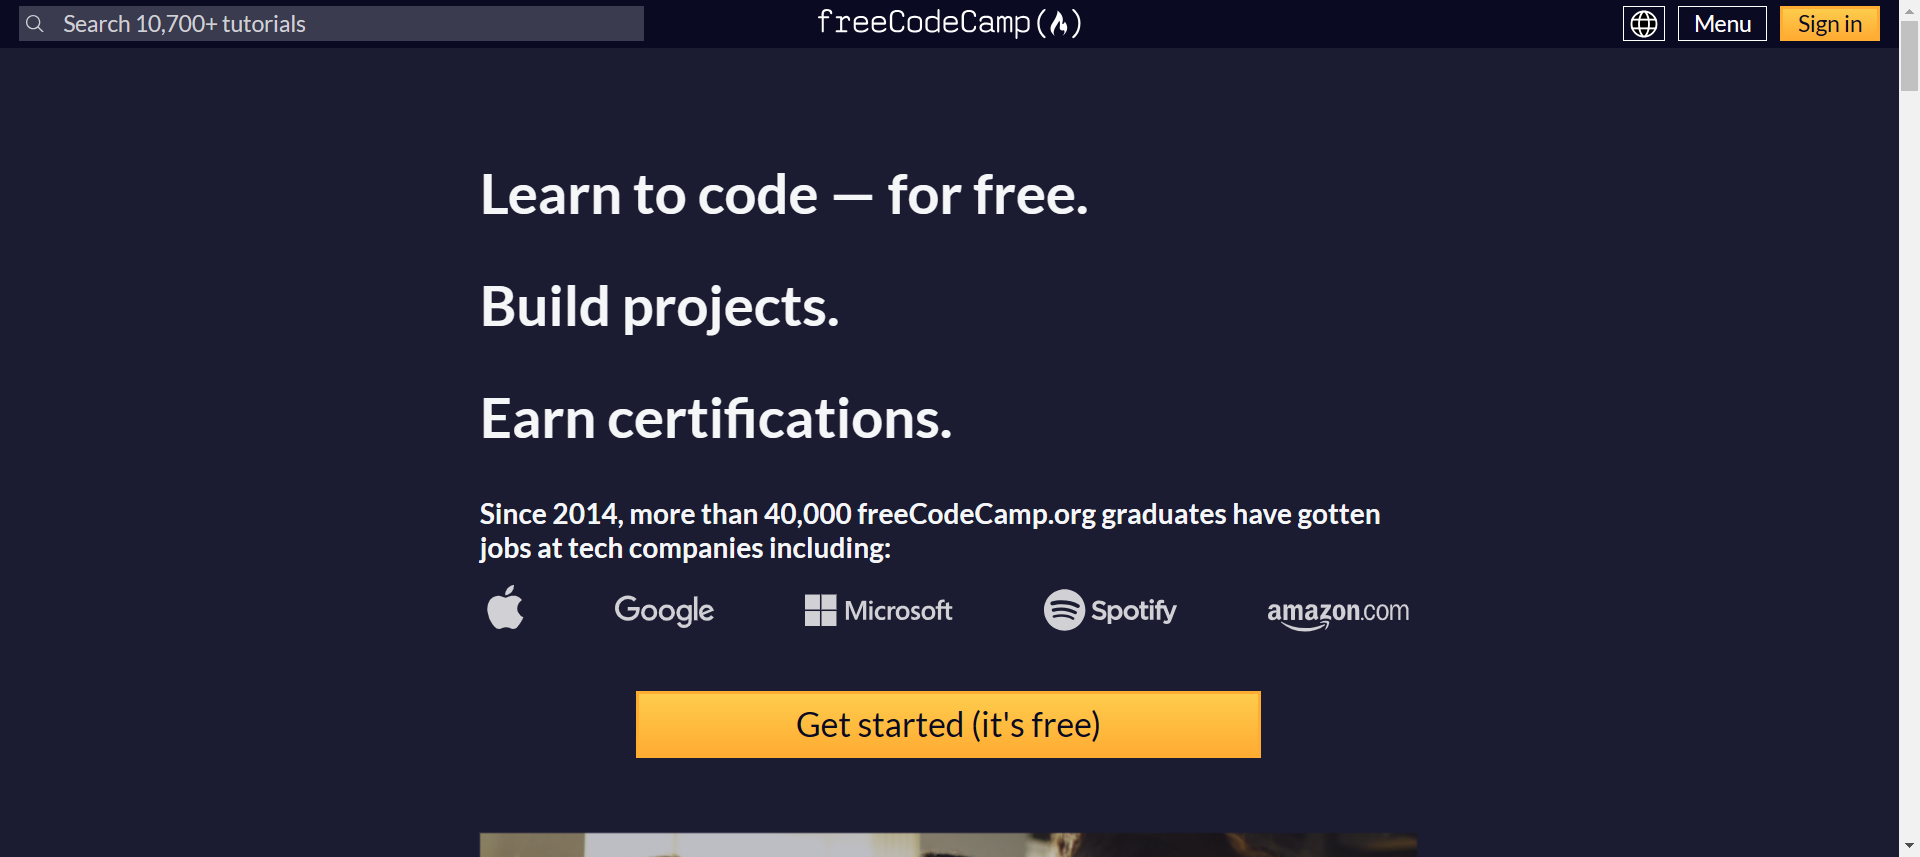 Search 10,700+ tutorials
freeCodeCamp(🔥)
Menu
Sign in
Learn to code — for free.
Build projects.
Earn certifications.
Since 2014, more than 40,000 freeCodeCamp.org graduates have gotten
jobs at tech companies including:
Google
Microsoft
Spotify
amazon.com
Get started (it's free)